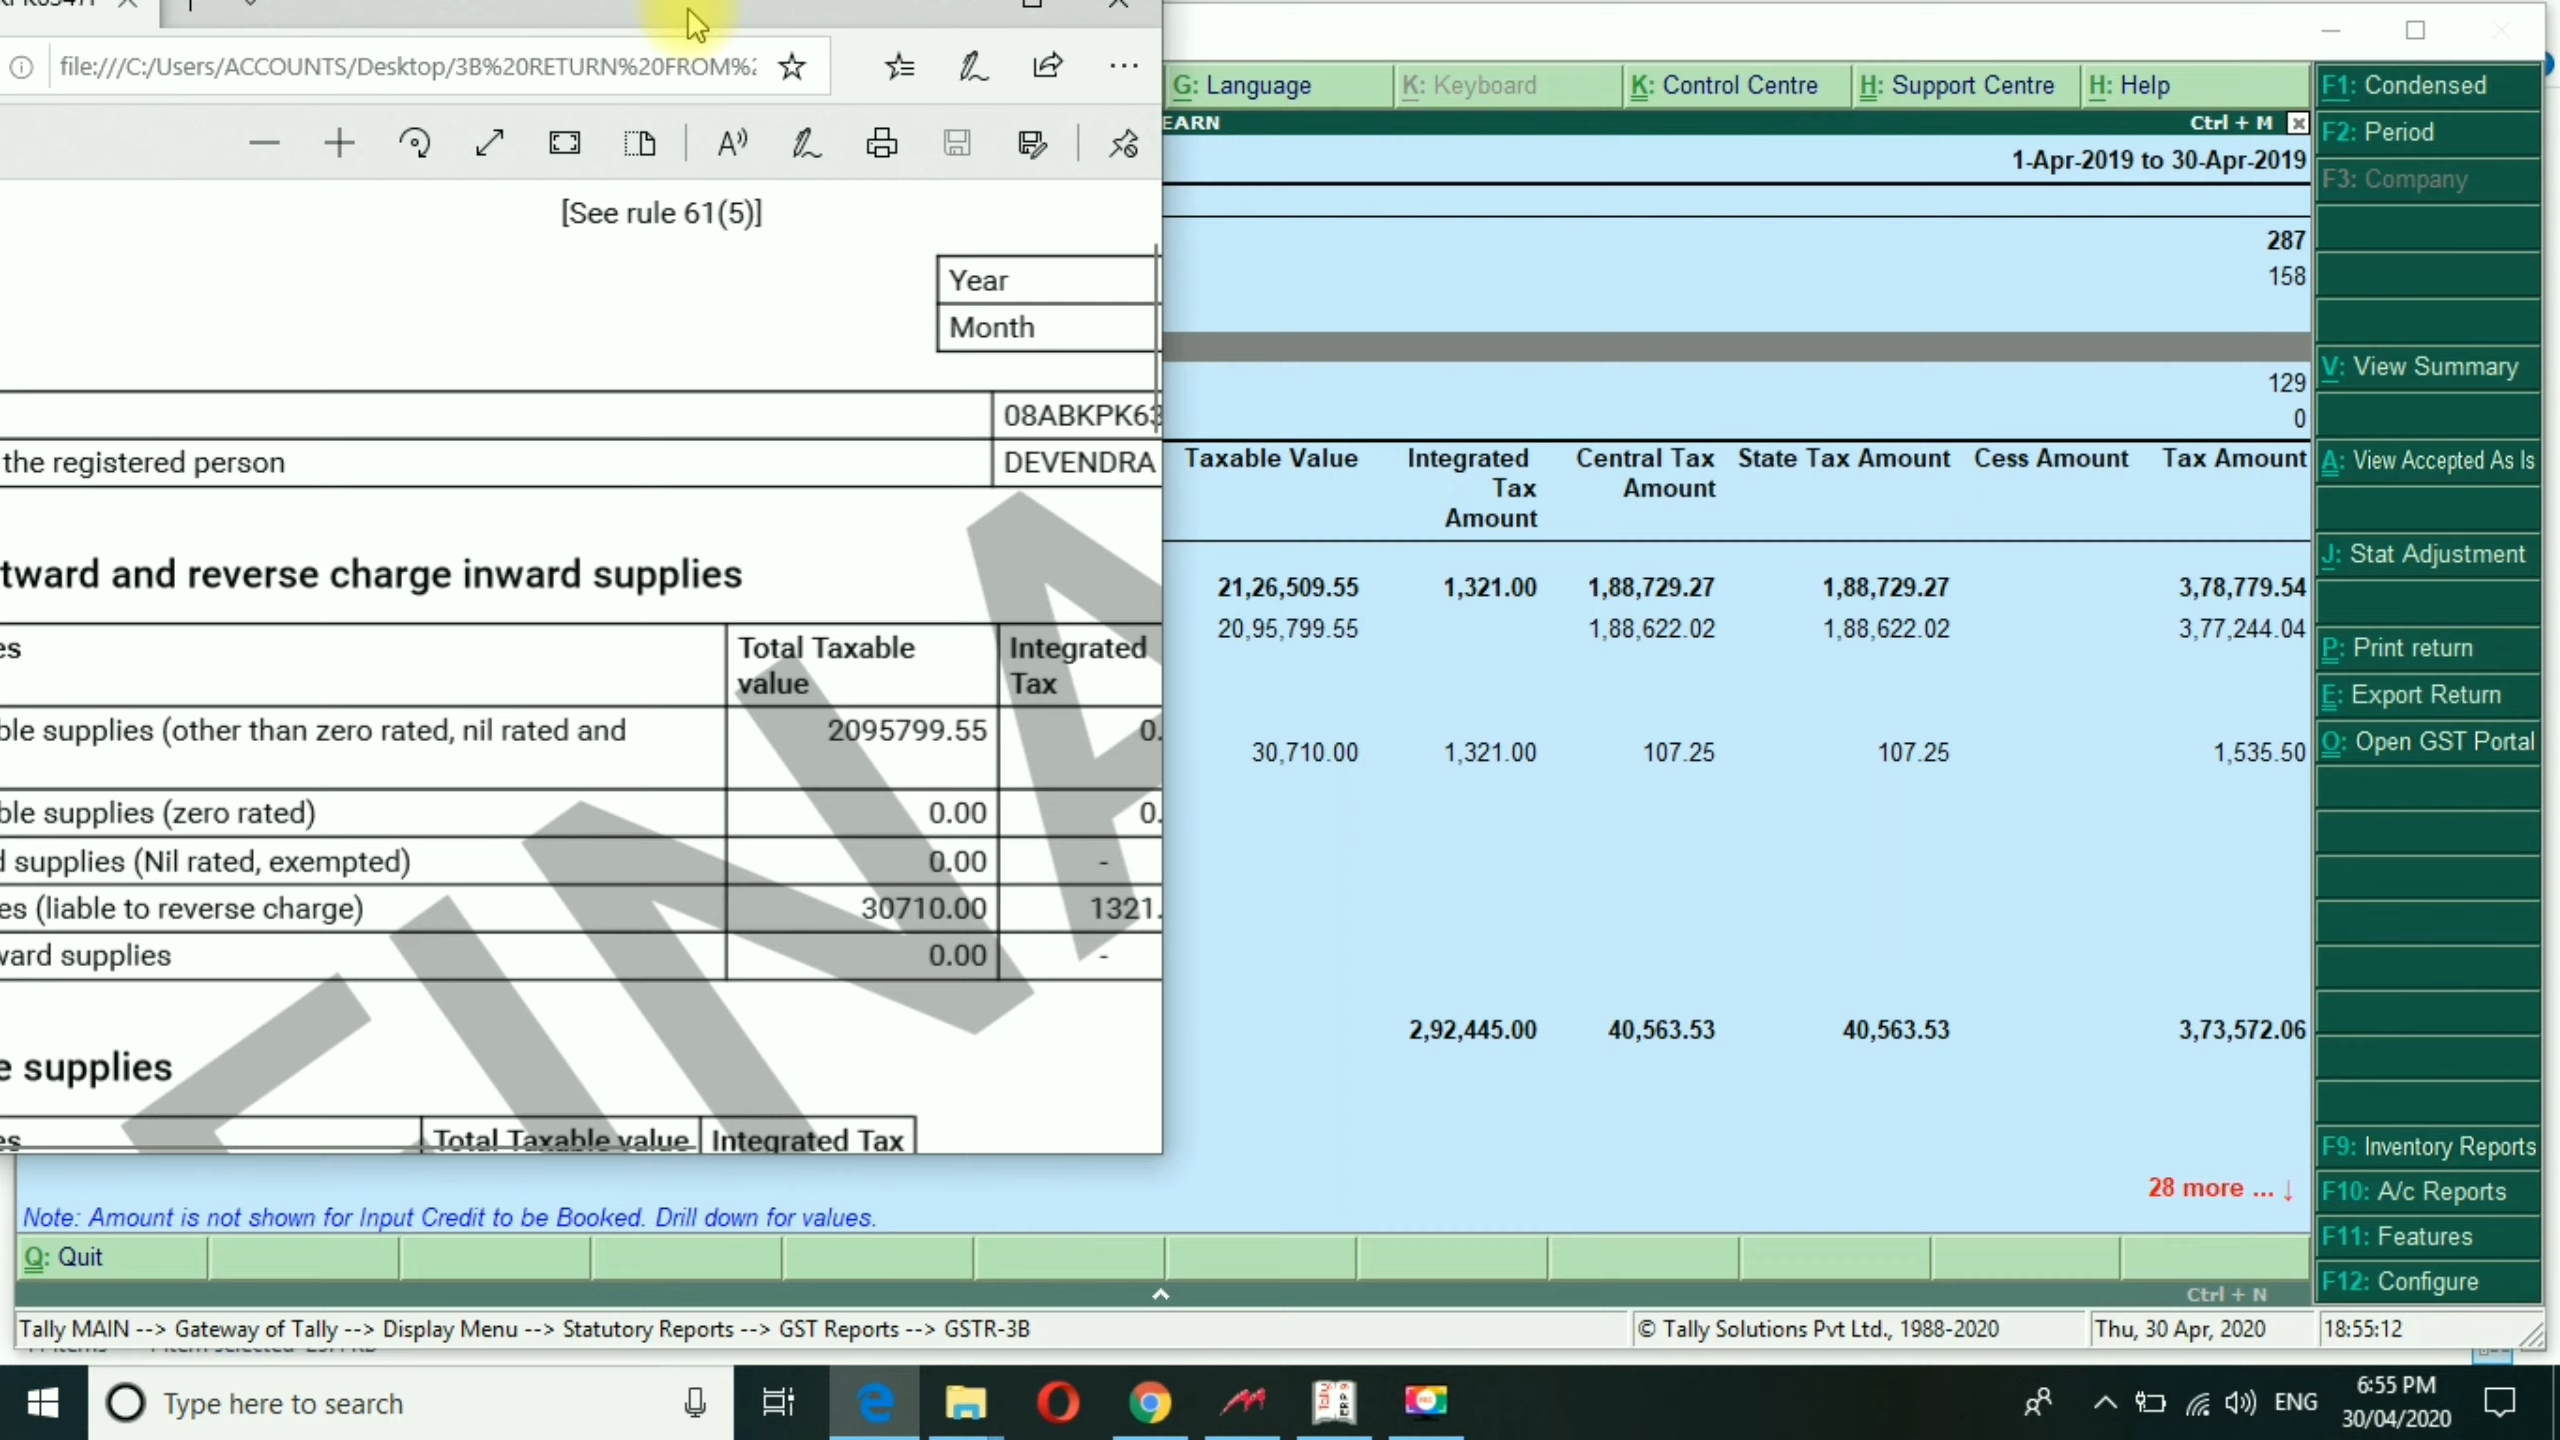 file:///C:/Users/ACCOUNTS/Desktop/3B%20RETURN%20FROM%2
[See rule 61(5)]
Year
Month
08ABKPK63
the registered person
DEVENDRA
tward and reverse charge inward supplies
es
Total Taxable value
Integrated Tax
ble supplies (other than zero rated, nil rated and
2095799.55
0.
ble supplies (zero rated)
0.00
0.
d supplies (Nil rated, exempted)
0.00
-
es (liable to reverse charge)
30710.00
1321.
ward supplies
0.00
-
FINA
e supplies
es
Total Taxable value
Integrated Tax
G: Language
K: Keyboard
K: Control Centre
H: Support Centre
H: Help
EARN
Ctrl + M
1-Apr-2019 to 30-Apr-2019
287
158
129
0
Taxable Value
Integrated Tax Amount
Central Tax Amount
State Tax Amount
Cess Amount
Tax Amount
21,26,509.55
1,321.00
1,88,729.27
1,88,729.27
3,78,779.54
20,95,799.55
1,88,622.02
1,88,622.02
3,77,244.04
30,710.00
1,321.00
107.25
107.25
1,535.50
2,92,445.00
40,563.53
40,563.53
3,73,572.06
28 more ... ↓
Note: Amount is not shown for Input Credit to be Booked. Drill down for values.
Q: Quit
Ctrl + N
F1: Condensed
F2: Period
F3: Company
V: View Summary
A: View Accepted As Is
J: Stat Adjustment
P: Print return
E: Export Return
O: Open GST Portal
F9: Inventory Reports
F10: A/c Reports
F11: Features
F12: Configure
Tally MAIN --> Gateway of Tally --> Display Menu --> Statutory Reports --> GST Reports --> GSTR-3B
© Tally Solutions Pvt Ltd., 1988-2020
Thu, 30 Apr, 2020
18:55:12
Type here to search
ENG
6:55 PM
30/04/2020